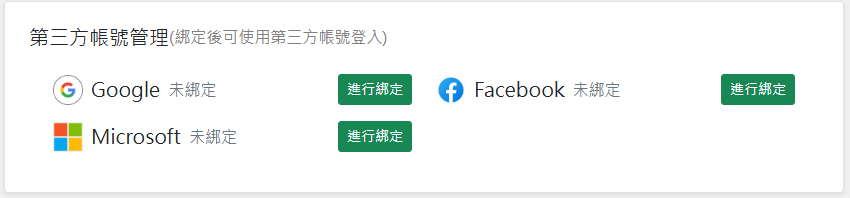 第三方帳號管理(綁定後可使用第三方帳號登入)
Google 未綁定 進行綁定 Facebook 未綁定 進行綁定
Microsoft 未綁定 進行綁定